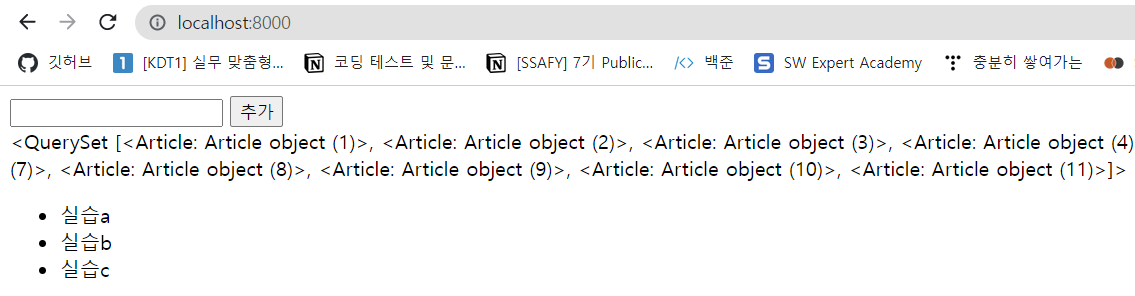 localhost:8000
깃허브 [KDT1] 실무 맞춤형... 코딩 테스트 및 문... [SSAFY] 7기 Public... </> 백준 SW Expert Academy 충분히 쌓여가는
추가
<QuerySet [<Article: Article object (1)>, <Article: Article object (2)>, <Article: Article object (3)>, <Article: Article object (4)
(7)>, <Article: Article object (8)>, <Article: Article object (9)>, <Article: Article object (10)>, <Article: Article object (11)>]>
• 실습a
• 실습b
• 실습c